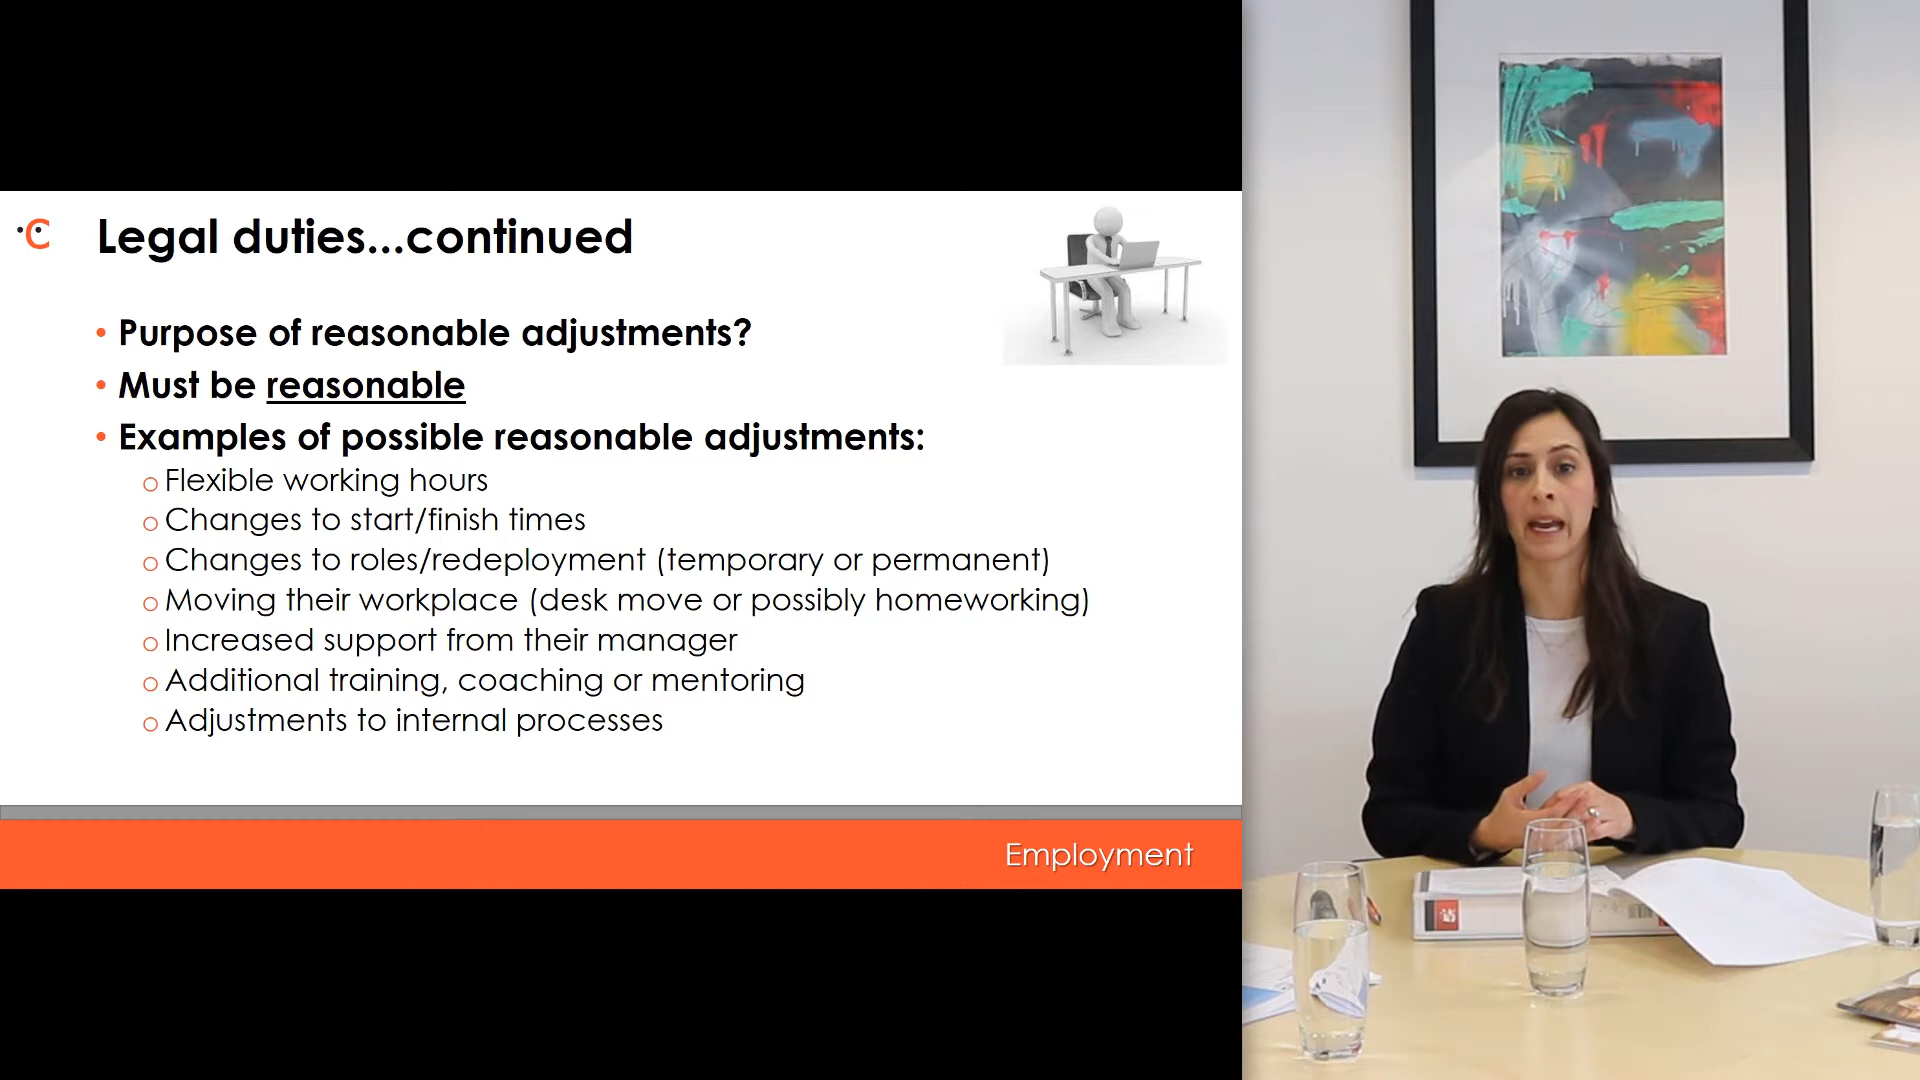 C
Legal duties...continued
• Purpose of reasonable adjustments?
• Must be reasonable
• Examples of possible reasonable adjustments:
o Flexible working hours
o Changes to start/finish times
o Changes to roles/redeployment (temporary or permanent)
o Moving their workplace (desk move or possibly homeworking)
o Increased support from their manager
o Additional training, coaching or mentoring
o Adjustments to internal processes
Employment